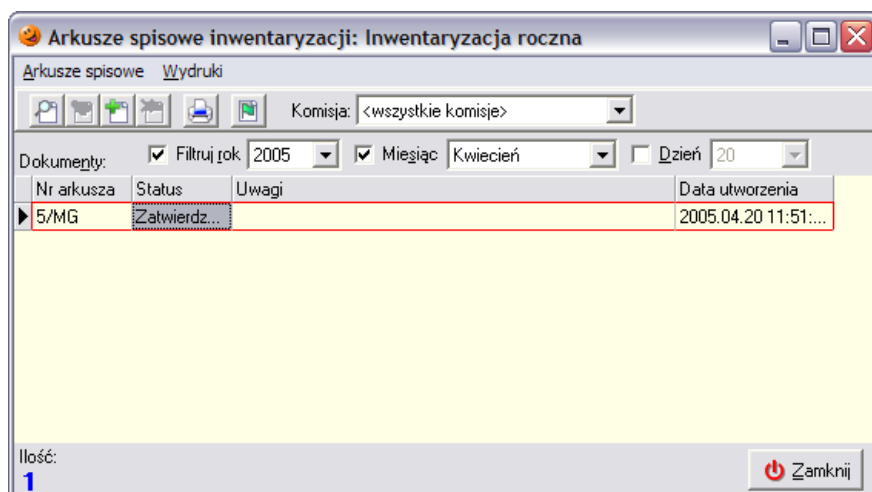 Arkusze spisowe inwentaryzacji: Inwentaryzacja roczna
Arkusze spisowe Wydruki
Komisja: <wszystkie komisje>
Dokumenty: Filtruj rok 2005 Miesiąc Kwiecień Dzień 20
Nr arkusza Status Uwagi Data utworzenia
5/MG Zatwierdz... 2005.04.20 11:51:...
Ilość:
1 Zamknij